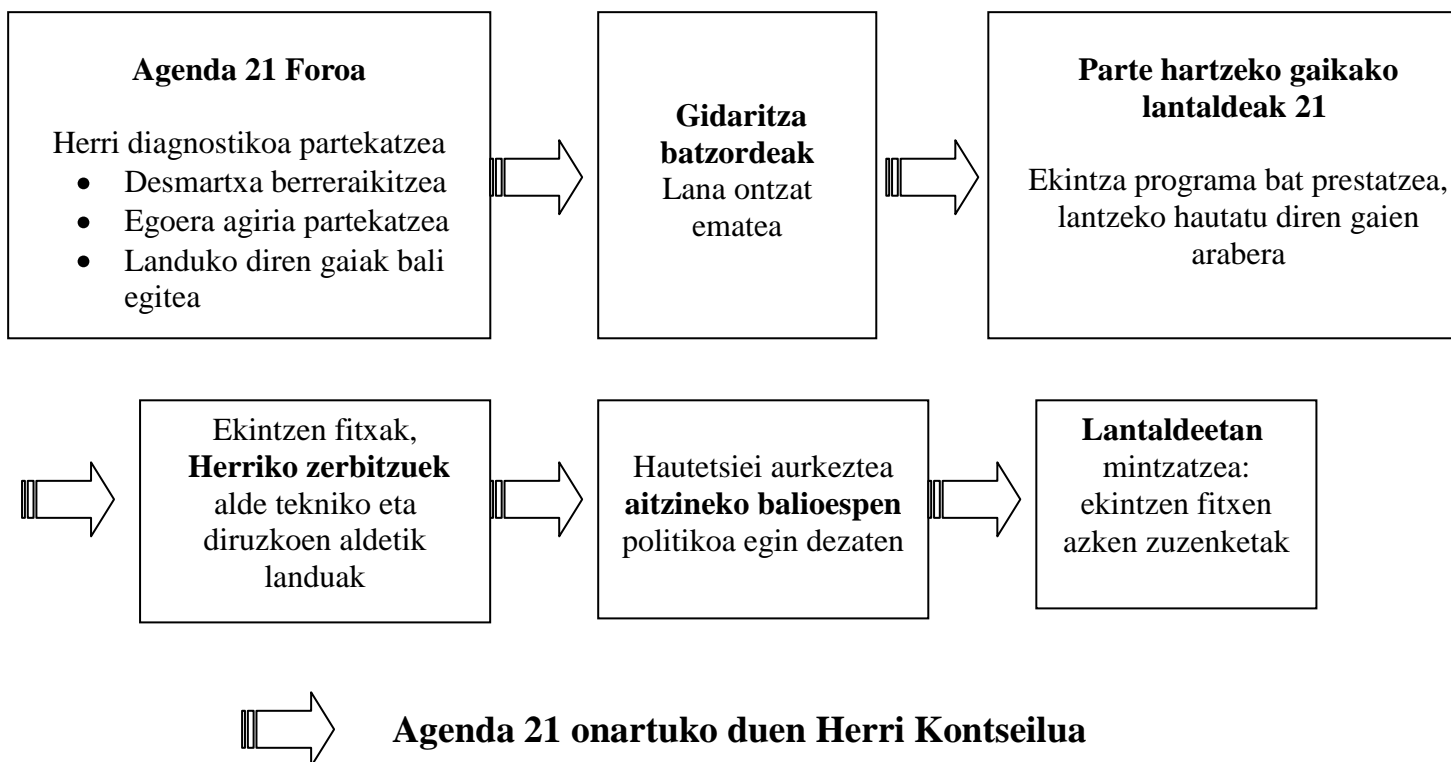 Agenda 21 Foroa
Herri diagnostikoa partekatzea
• Desmartxa berreraikitzea
• Egoera agiria partekatzea
• Landuko diren gaiak bali
egitea
Gidaritza
batzordeak
Lana ontzat
ematea
Parte hartzeko gaikako
lantaldeak 21
Ekintza programa bat prestatzea,
lantzeko hautatu diren gaien
arabera
Ekintzen fitxak,
Herriko zerbitzuek
alde tekniko eta
diruzkoen aldetik
landuak
Hautetsiei aurkeztea
aitzineko balioespen
politikoa egin dezaten
Lantaldeetan
mintzatzea:
ekintzen fitxen
azken zuzenketak
Agenda 21 onartuko duen Herri Kontseilua